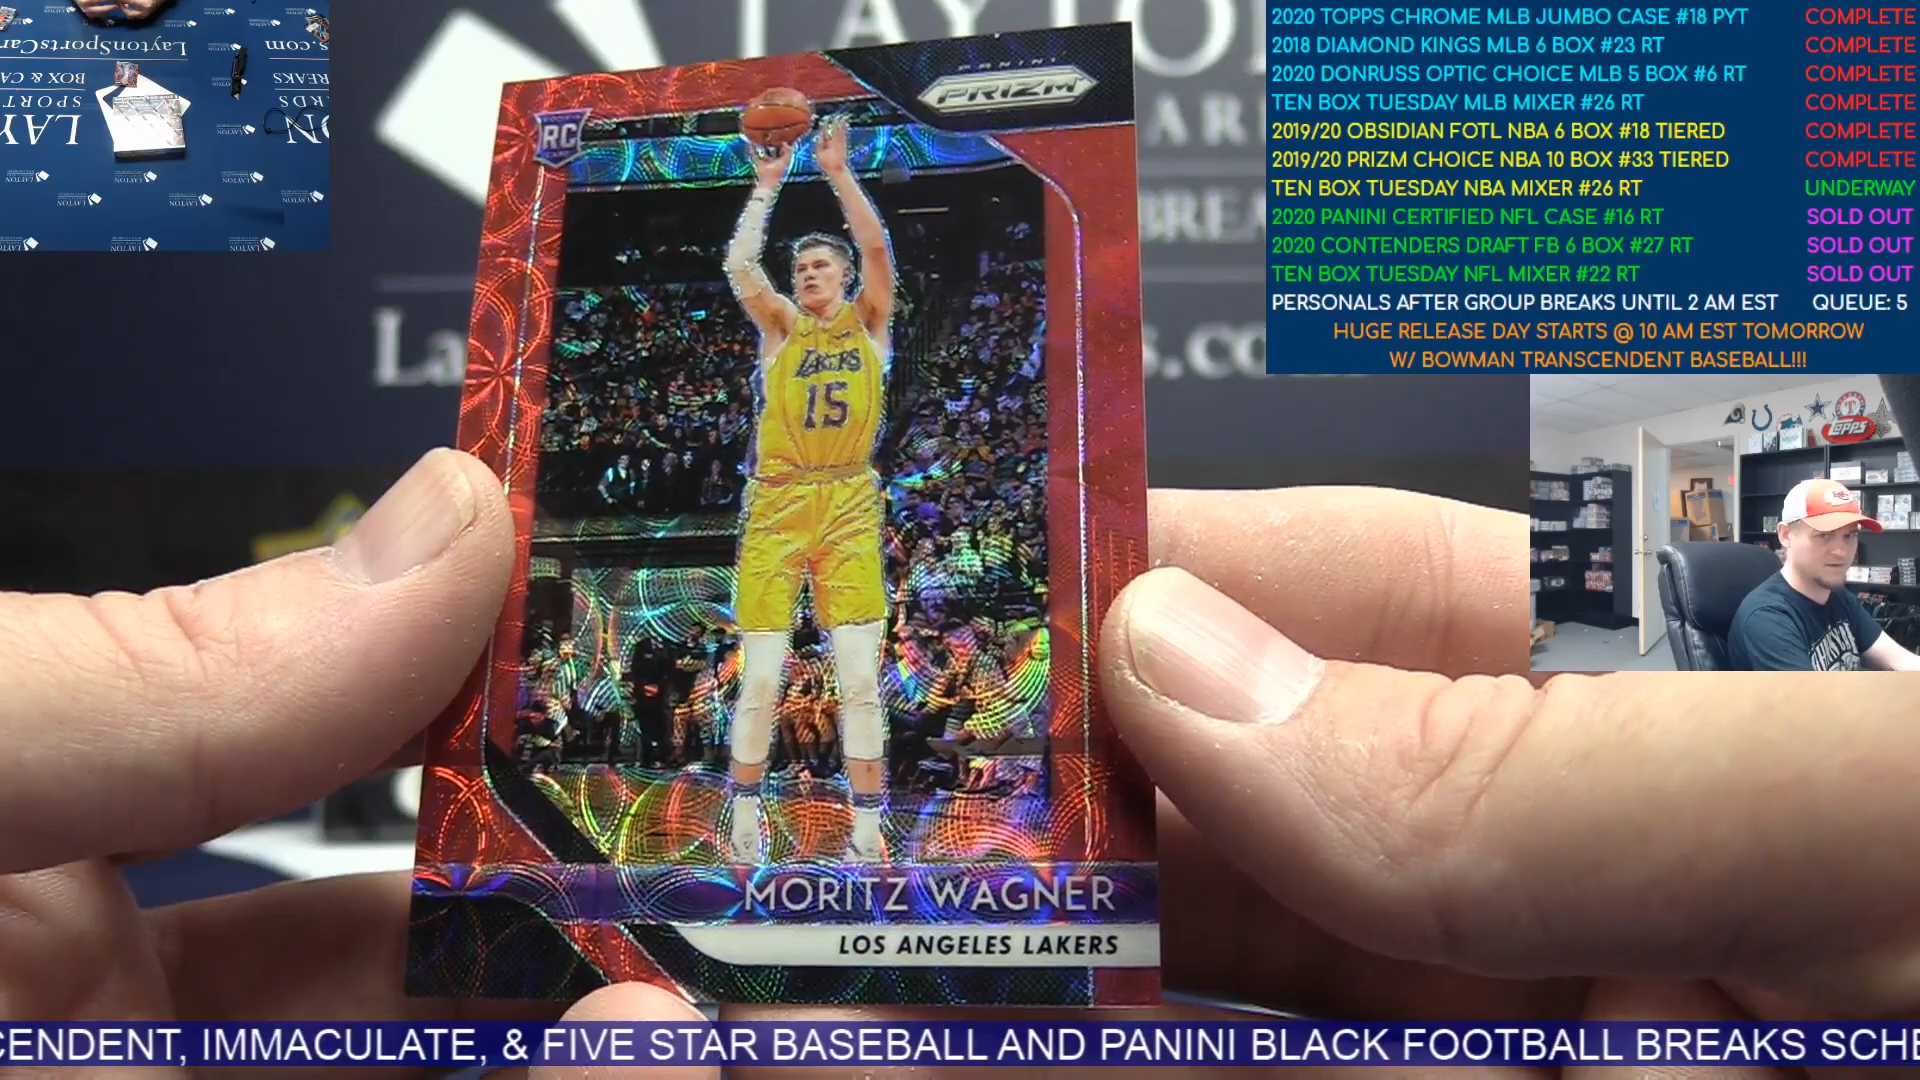 2020 TOPPS CHROME MLB JUMBO CASE #18 PYT COMPLETE
2018 DIAMOND KINGS MLB 6 BOX #23 RT COMPLETE
2020 DONRUSS OPTIC CHOICE MLB 5 BOX #6 RT COMPLETE
TEN BOX TUESDAY MLB MIXER #26 RT COMPLETE
2019/20 OBSIDIAN FOTL NBA 6 BOX #18 TIERED COMPLETE
2019/20 PRIZM CHOICE NBA 10 BOX #33 TIERED COMPLETE
TEN BOX TUESDAY NBA MIXER #26 RT UNDERWAY
2020 PANINI CERTIFIED NFL CASE #16 RT SOLD OUT
2020 CONTENDERS DRAFT FB 6 BOX #27 RT SOLD OUT
TEN BOX TUESDAY NFL MIXER #22 RT SOLD OUT
PERSONALS AFTER GROUP BREAKS UNTIL 2 AM EST QUEUE: 5
HUGE RELEASE DAY STARTS @ 10 AM EST TOMORROW
W/ BOWMAN TRANSCENDENT BASEBALL!!!
PANINI
PRIZM
RC
LAKERS
15
MORITZ WAGNER
LOS ANGELES LAKERS
TOPPS
CENDENT, IMMACULATE, & FIVE STAR BASEBALL AND PANINI BLACK FOOTBALL BREAKS SCHE